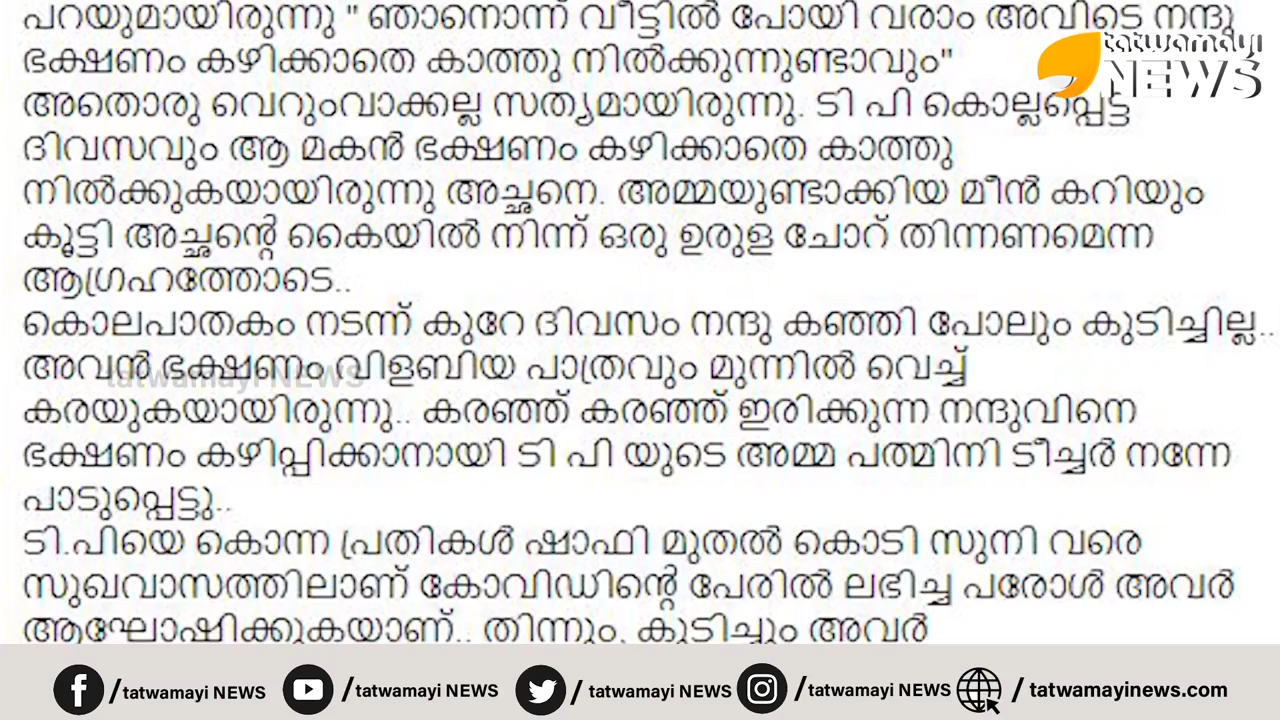 പറയുമായിരുന്നു " ഞാനൊന്ന് വീട്ടിൽ പോയി വരാം അവിടെ നന്ദു
ഭക്ഷണം കഴിക്കാതെ കാത്തു നിൽക്കുന്നുണ്ടാവും"
tatwamayi
NEWS
അതൊരു വെറുംവാക്കല്ല സത്യമായിരുന്നു. ടി പി കൊല്ലപ്പെട്ട
ദിവസവും ആ മകൻ ഭക്ഷണം കഴിക്കാതെ കാത്തു
നിൽക്കുകയായിരുന്നു അച്ഛനെ. അമ്മയുണ്ടാക്കിയ മീൻ കറിയും
കൂട്ടി അച്ഛന്റെ കൈയിൽ നിന്ന് ഒരു ഉരുള ചോറ് തിന്നണമെന്ന
ആഗ്രഹത്തോടെ..
കൊലപാതകം നടന്ന് കുറേ ദിവസം നന്ദു കഞ്ഞി പോലും കുടിച്ചില്ല..
അവൻ ഭക്ഷണം വിളബിയ പാത്രവും മുന്നിൽ വെച്ച്
tatwamayi NEWS
കരയുകയായിരുന്നു.. കരഞ്ഞ് കരഞ്ഞ് ഇരിക്കുന്ന നന്ദുവിനെ
ഭക്ഷണം കഴിപ്പിക്കാനായി ടി പി യുടെ അമ്മ പത്മിനി ടീച്ചർ നന്നേ
പാടുപ്പെട്ടു..
ടി.പിയെ കൊന്ന പ്രതികൾ ഷാഫി മുതൽ കൊടി സുനി വരെ
സുഖവാസത്തിലാണ് കോവിഡിന്റെ പേരിൽ ലഭിച്ച പരോൾ അവർ
ആഘോഷിക്കുകയാണ്.. തിന്നും, കുടിച്ചും അവർ
/tatwamayi NEWS /tatwamayi NEWS / tatwamayi NEWS /tatwamayi NEWS / tatwamayinews.com